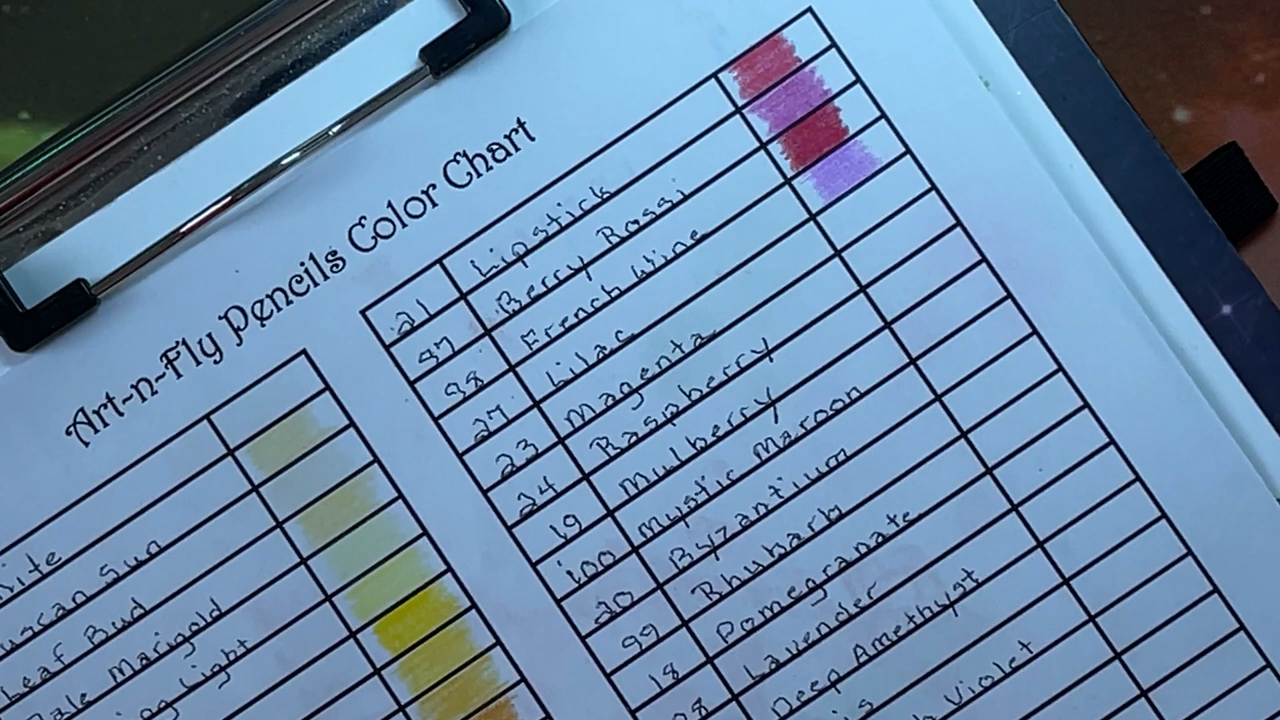 Art-n-Fly Pencils Color Chart
uscan Sun
Leaf Bud
Pale Marigold
Light
21 Lipstick
97 Berry Rossi
98 French Wine
27 Lilac
23 Magenta
24 Raspberry
19 Mulberry
100 Mystic Maroon
20 Byzantium
99 Rhubarb
18 Pomegranate
Lavender
Deep Amethyst
Violet